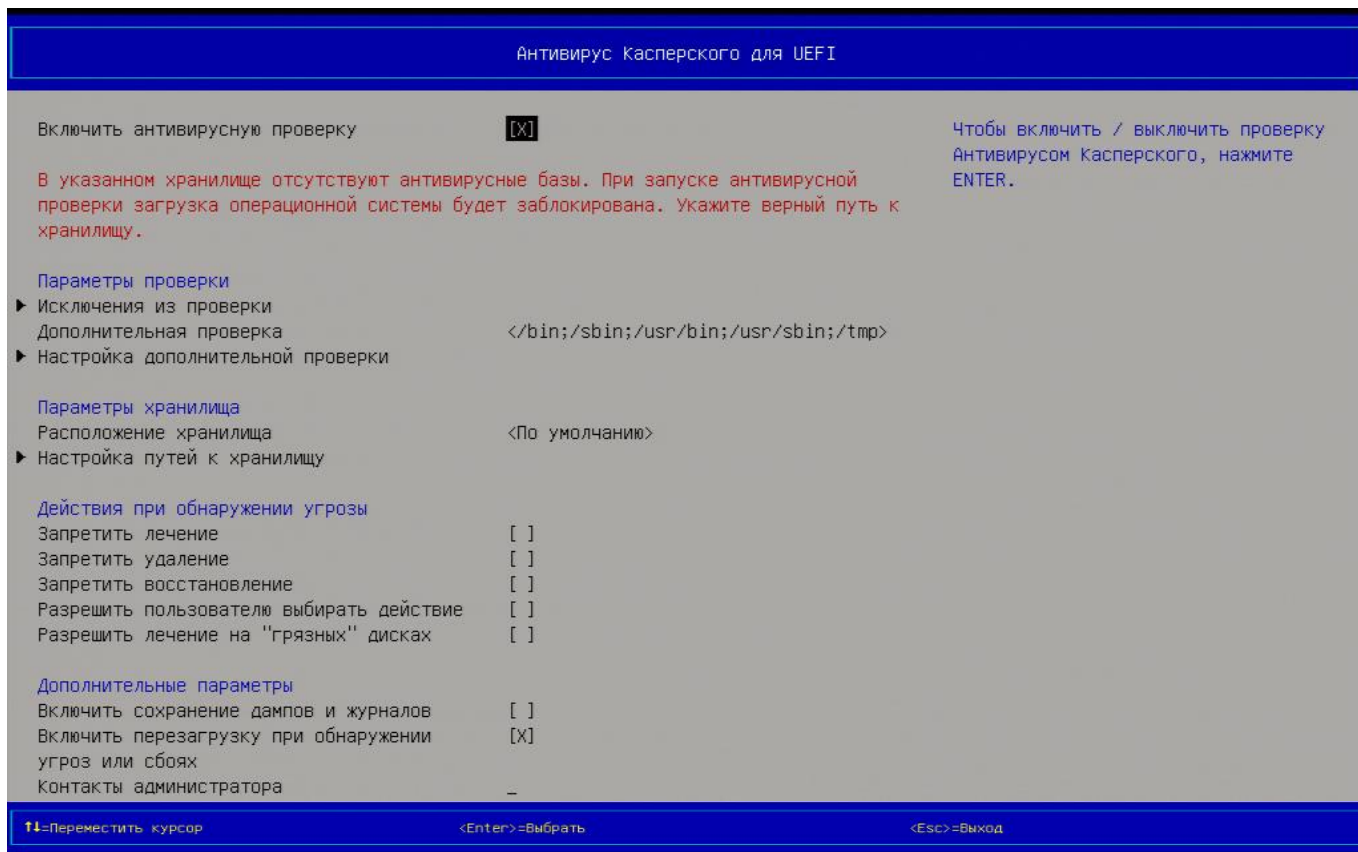 Антивирус Касперского для UEFI
Включить антивирусную проверку [X]
Чтобы включить / выключить проверку
Антивирусом Касперского, нажмите
ENTER.
В указанном хранилище отсутствуют антивирусные базы. При запуске антивирусной
проверки загрузка операционной системы будет заблокирована. Укажите верный путь к
хранилищу.
Параметры проверки
Исключения из проверки
Дополнительная проверка </bin;/sbin;/usr/bin;/usr/sbin;/tmp>
Настройка дополнительной проверки
Параметры хранилища
Расположение хранилища <По умолчанию>
Настройка путей к хранилищу
Действия при обнаружении угрозы
Запретить лечение [ ]
Запретить удаление [ ]
Запретить восстановление [ ]
Разрешить пользователю выбирать действие [ ]
Разрешить лечение на "грязных" дисках [ ]
Дополнительные параметры
Включить сохранение дампов и журналов [ ]
Включить перезагрузку при обнаружении [X]
угроз или сбоях
Контакты администратора _
↑↓=Переместить курсор <Enter>=Выбрать <Esc>=Выход